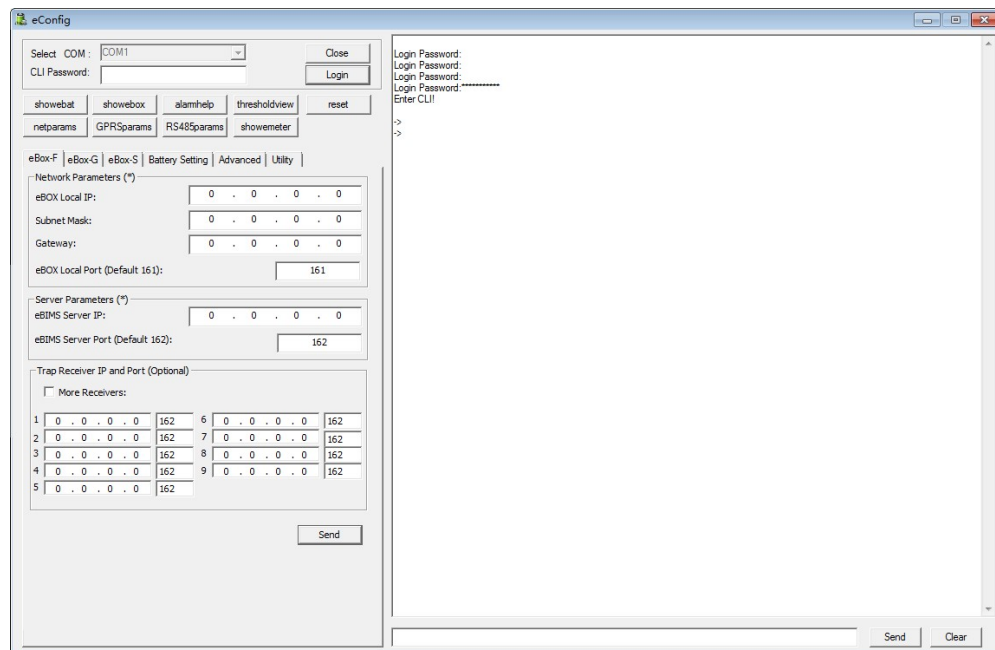 eConfig
Select COM :
COM1
Close
CLI Password:
Login
showebat
showebox
alarmhelp
thresholdview
reset
netparams
GPRSparams
RS485params
showemeter
eBox-F
eBox-G
eBox-S
Battery Setting
Advanced
Utility
Network Parameters (*)
eBOX Local IP:
0 . 0 . 0 . 0
Subnet Mask:
0 . 0 . 0 . 0
Gateway:
0 . 0 . 0 . 0
eBOX Local Port (Default 161):
161
Server Parameters (*)
eBIMS Server IP:
0 . 0 . 0 . 0
eBIMS Server Port (Default 162):
162
Trap Receiver IP and Port (Optional)
More Receivers:
1 0 . 0 . 0 . 0 162
6 0 . 0 . 0 . 0 162
2 0 . 0 . 0 . 0 162
7 0 . 0 . 0 . 0 162
3 0 . 0 . 0 . 0 162
8 0 . 0 . 0 . 0 162
4 0 . 0 . 0 . 0 162
9 0 . 0 . 0 . 0 162
5 0 . 0 . 0 . 0 162
Send
Login Password:
Login Password:
Login Password:
Login Password:***********
Enter CLI!
->
->
Send
Clear